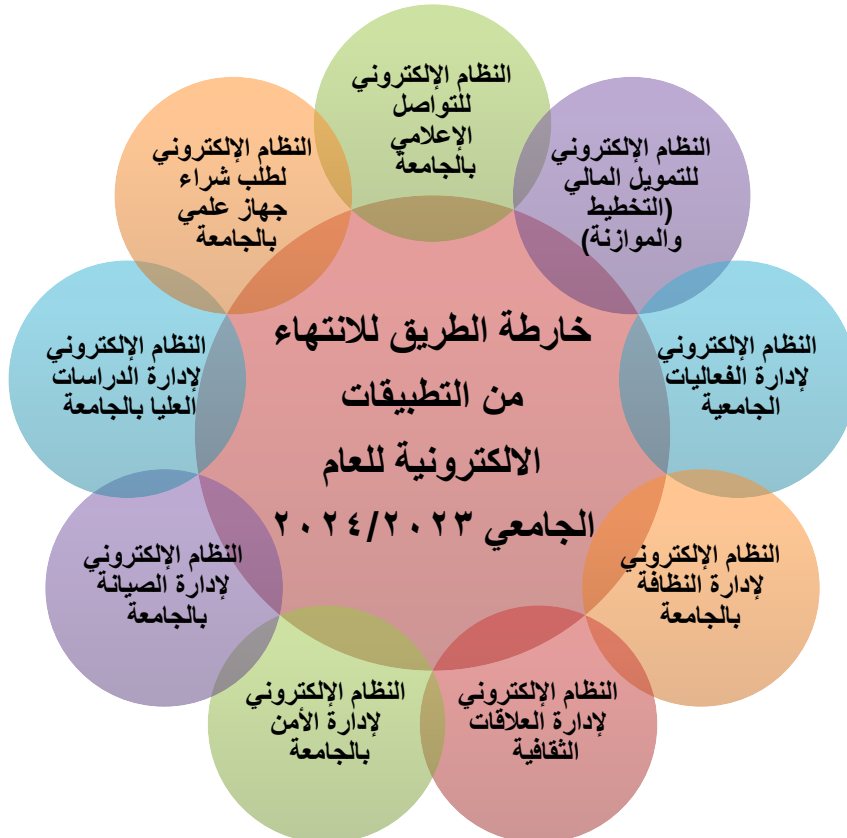 النظام الإلكتروني
للتواصل
الإعلامي
بالجامعة
النظام الإلكتروني
للتمويل المالي
(التخطيط
والموازنة)
النظام الإلكتروني
لإدارة الفعاليات
الجامعية
النظام الإلكتروني
لإدارة النظافة
بالجامعة
النظام الإلكتروني
لإدارة العلاقات
الثقافية
النظام الإلكتروني
لإدارة الأمن
بالجامعة
النظام الإلكتروني
لإدارة الصيانة
بالجامعة
النظام الإلكتروني
لإدارة الدراسات
العليا بالجامعة
النظام الإلكتروني
لطلب شراء
جهاز علمي
بالجامعة
خارطة الطريق للانتهاء
من التطبيقات
الالكترونية للعام
الجامعي ٢٠٢٤/٢٠٢٣